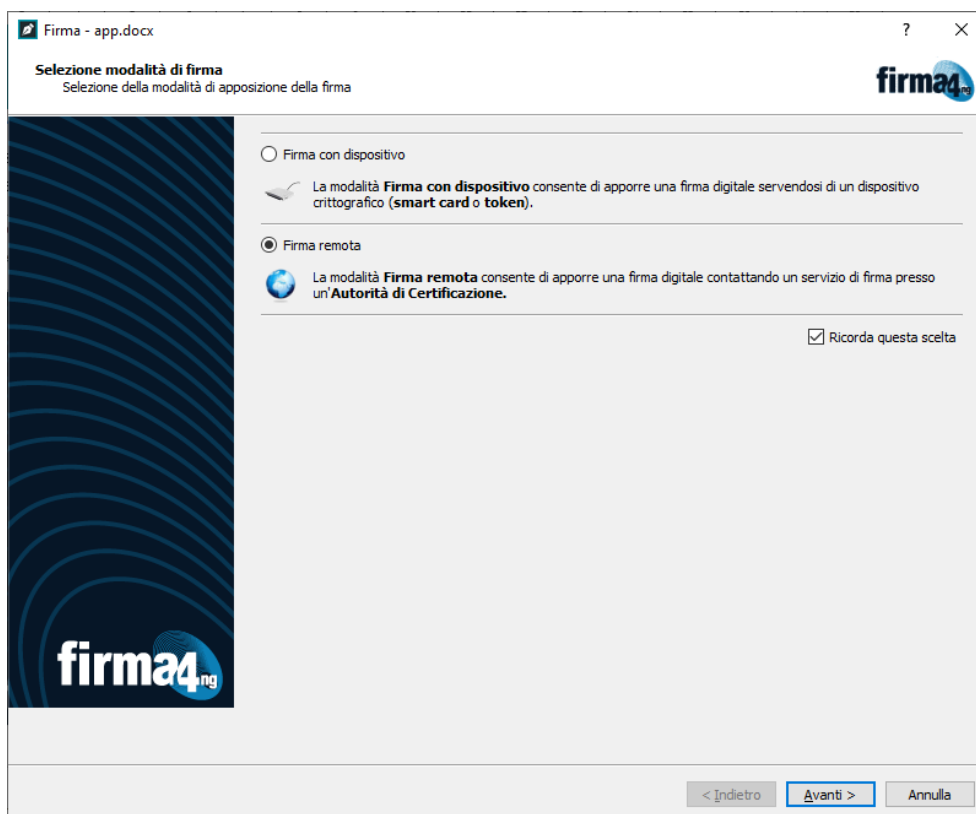 Firma - app.docx
?
Selezione modalità di firma
Selezione della modalità di apposizione della firma
firma4ng
Firma con dispositivo
La modalità Firma con dispositivo consente di apporre una firma digitale servendosi di un dispositivo
crittografico (smart card o token).
Firma remota
La modalità Firma remota consente di apporre una firma digitale contattando un servizio di firma presso
un'Autorità di Certificazione.
Ricorda questa scelta
firma4ng
< Indietro
Avanti >
Annulla